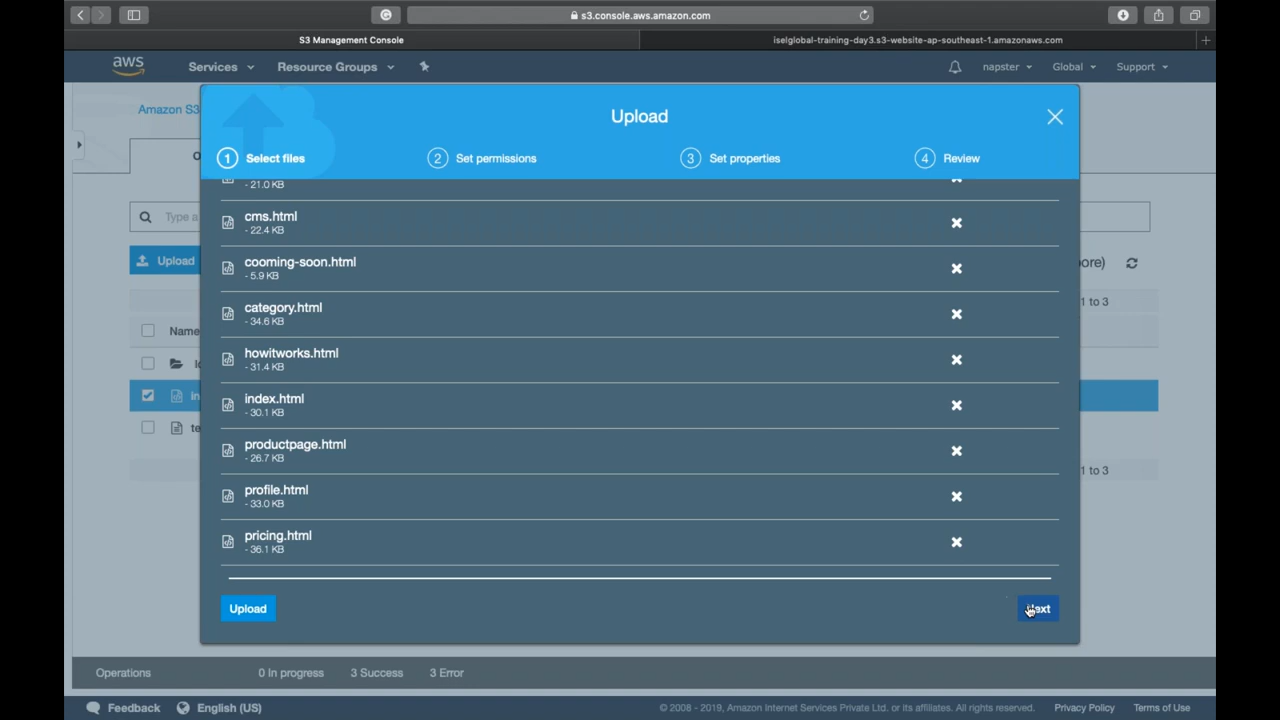 s3.console.aws.amazon.com
S3 Management Console
iselglobal-training-day3.s3-website-ap-southeast-1.amazonaws.com
aws
Services
Resource Groups
napster
Global
Support
Amazon S3
Upload
1 Select files
2 Set permissions
3 Set properties
4 Review
- 21.0 KB
cms.html
- 22.4 KB
cooming-soon.html
- 5.9 KB
category.html
- 34.6 KB
howitworks.html
- 31.4 KB
index.html
- 30.1 KB
productpage.html
- 26.7 KB
profile.html
- 33.0 KB
pricing.html
- 36.1 KB
Upload
Type a
Upload
ore)
1 to 3
Name
in
te
1 to 3
Operations
0 In progress
3 Success
3 Error
Feedback
English (US)
© 2008 - 2019, Amazon Internet Services Private Ltd. or its affiliates. All rights reserved.
Privacy Policy
Terms of Use